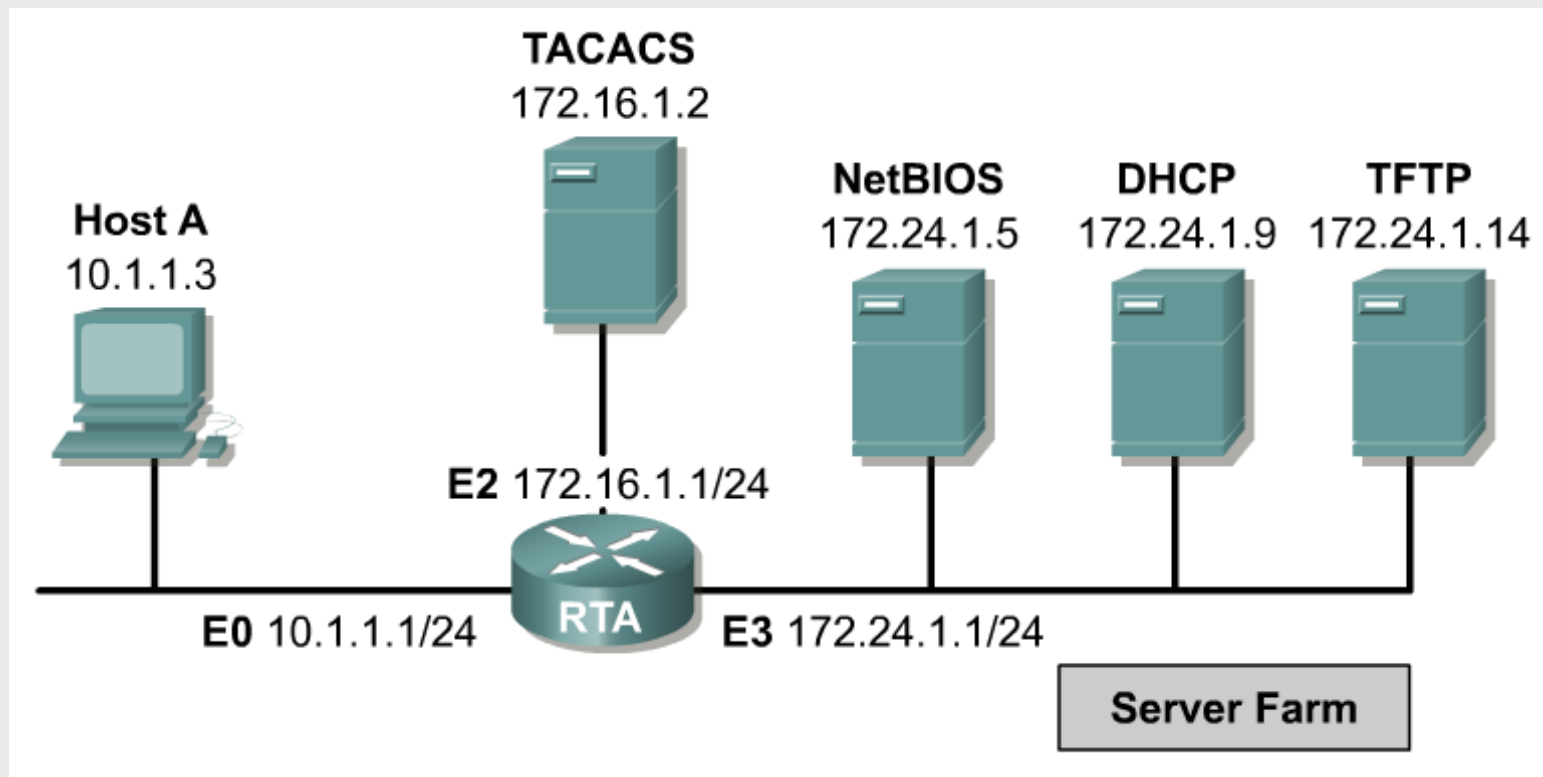 TACACS
172.16.1.2
NetBIOS
172.24.1.5
DHCP
172.24.1.9
TFTP
172.24.1.14
Host A
10.1.1.3
E2 172.16.1.1/24
RTA
E0 10.1.1.1/24
E3 172.24.1.1/24
Server Farm